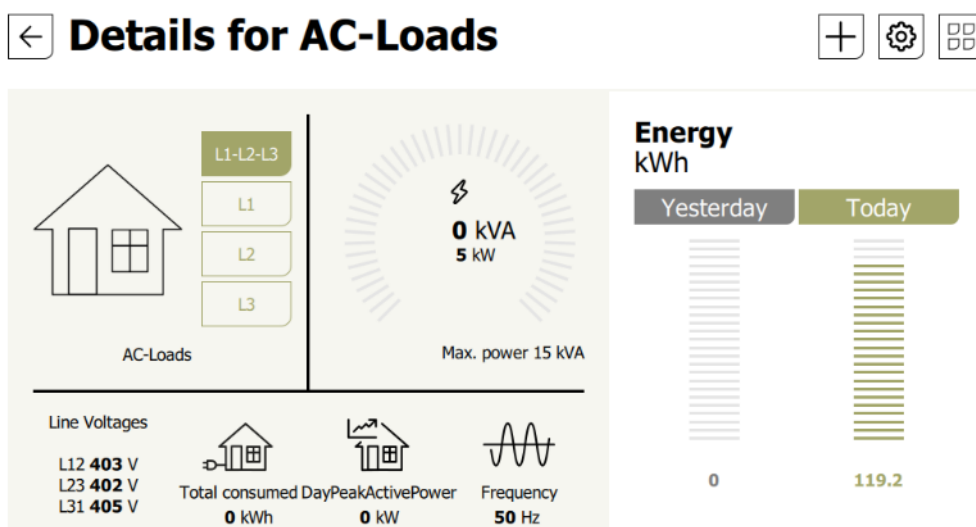 Details for AC-Loads
L1-L2-L3
L1
L2
L3
AC-Loads
0 kVA
5 kW
Max. power 15 kVA
Line Voltages
L12 403 V
L23 402 V
L31 405 V
Total consumed
0 kWh
DayPeakActivePower
0 kW
Frequency
50 Hz
Energy
kWh
Yesterday
Today
0
119.2